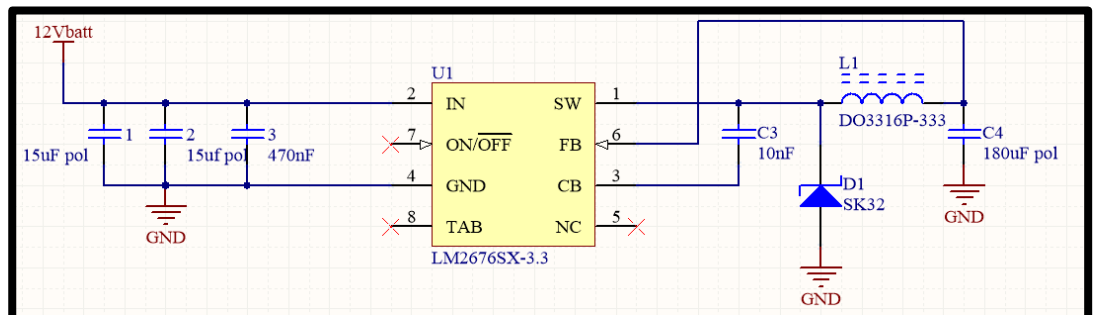 12Vbatt
U1
L1
2 IN SW 1
DO3316P-333
1 2 3 7 ON/OFF FB 6 C3 C4
15uF pol 15uf pol 470nF 10nF 180uF pol
4 GND CB 3 D1
SK32
GND 8 TAB NC 5 GND
LM2676SX-3.3
GND